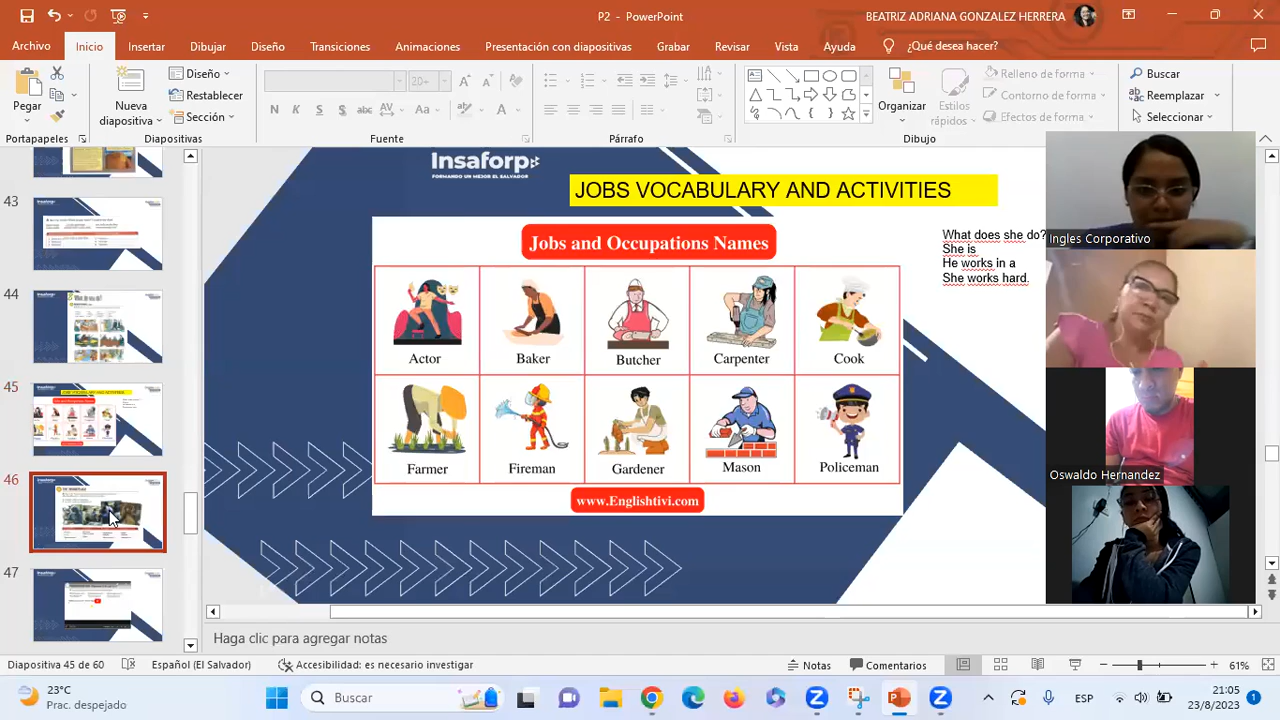 P2 - PowerPoint
BEATRIZ ADRIANA GONZALEZ HERRERA
Archivo Inicio Insertar Dibujar Diseño Transiciones Animaciones Presentación con diapositivas Grabar Revisar Vista Ayuda ¿Qué desea hacer?
Pegar
Nueva diapositiva
Diseño
Restablecer
Sección
20+
N K S abc AV Aa A
Organizar
Estilos rápidos
Relleno de forma
Contorno de forma
Efectos de forma
Buscar
Reemplazar
Seleccionar
Portapapeles Diapositivas Fuente Párrafo Dibujo
43
44
45
46
47
Insaforp
FORMANDO UN MEJOR EL SALVADOR
JOBS VOCABULARY AND ACTIVITIES
Jobs and Occupations Names
Actor Baker Butcher Carpenter Cook
Farmer Fireman Gardener Mason Policeman
www.Englishtivi.com
What does she do?
She is
He works in a
She works hard.
Ingles Corporativo
Oswaldo Hernandez
Haga clic para agregar notas
Diapositiva 45 de 60 Español (El Salvador) Accesibilidad: es necesario investigar Notas Comentarios 61%
23°C
Prac. despejado
Buscar
ESP
21:05
23/8/2023
1